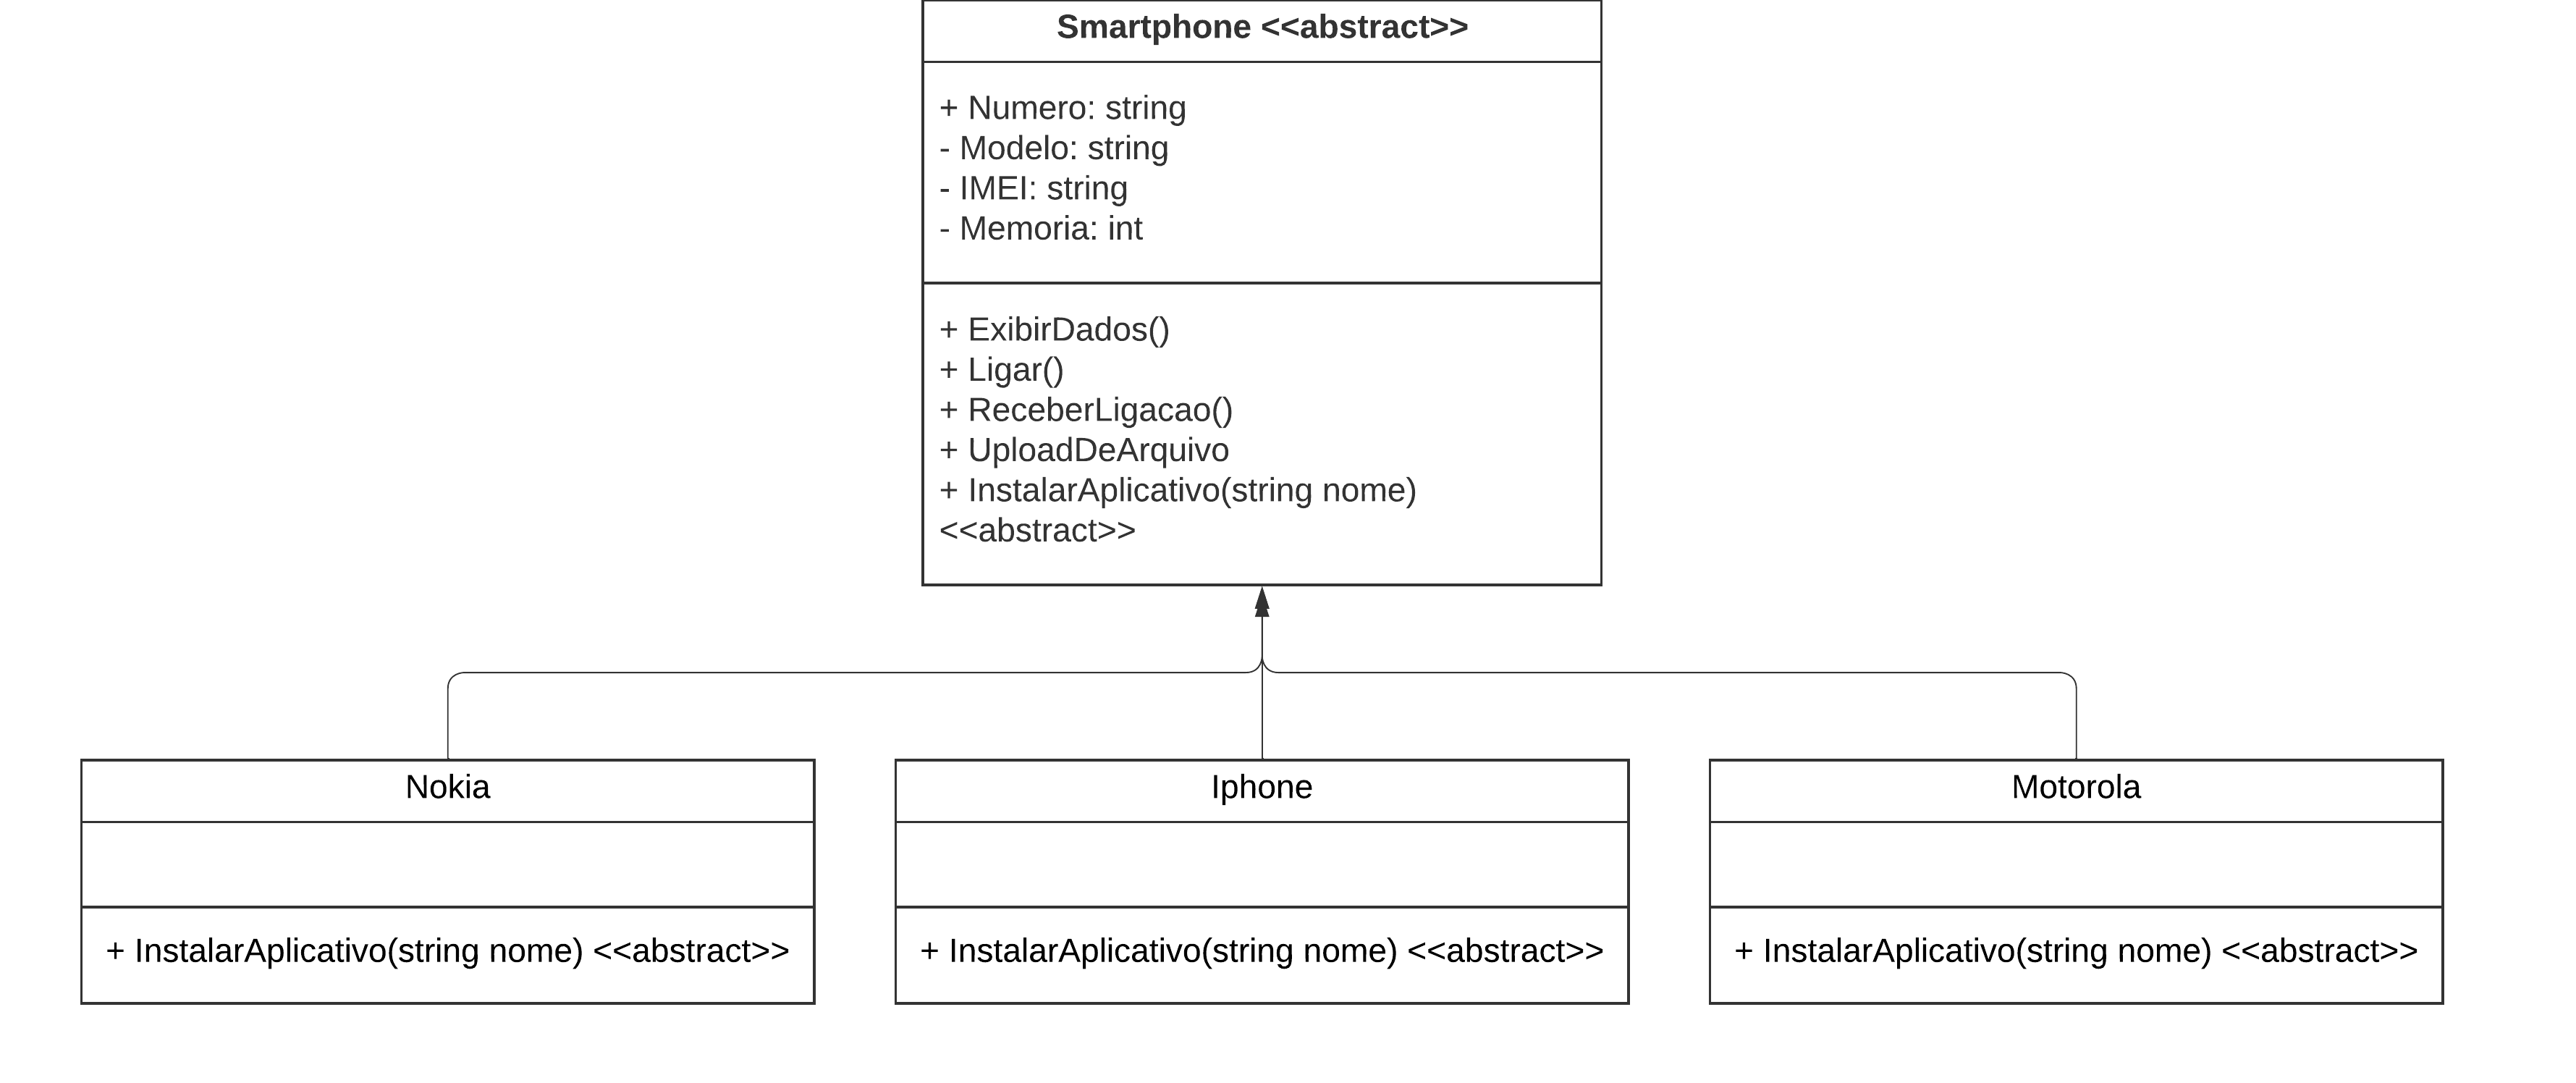 Smartphone <<abstract>>
+ Numero: string
- Modelo: string
- IMEI: string
- Memoria: int
+ ExibirDados()
+ Ligar()
+ ReceberLigacao()
+ UploadDeArquivo
+ InstalarAplicativo(string nome)
<<abstract>>
Nokia
+ InstalarAplicativo(string nome) <<abstract>>
Iphone
+ InstalarAplicativo(string nome) <<abstract>>
Motorola
+ InstalarAplicativo(string nome) <<abstract>>